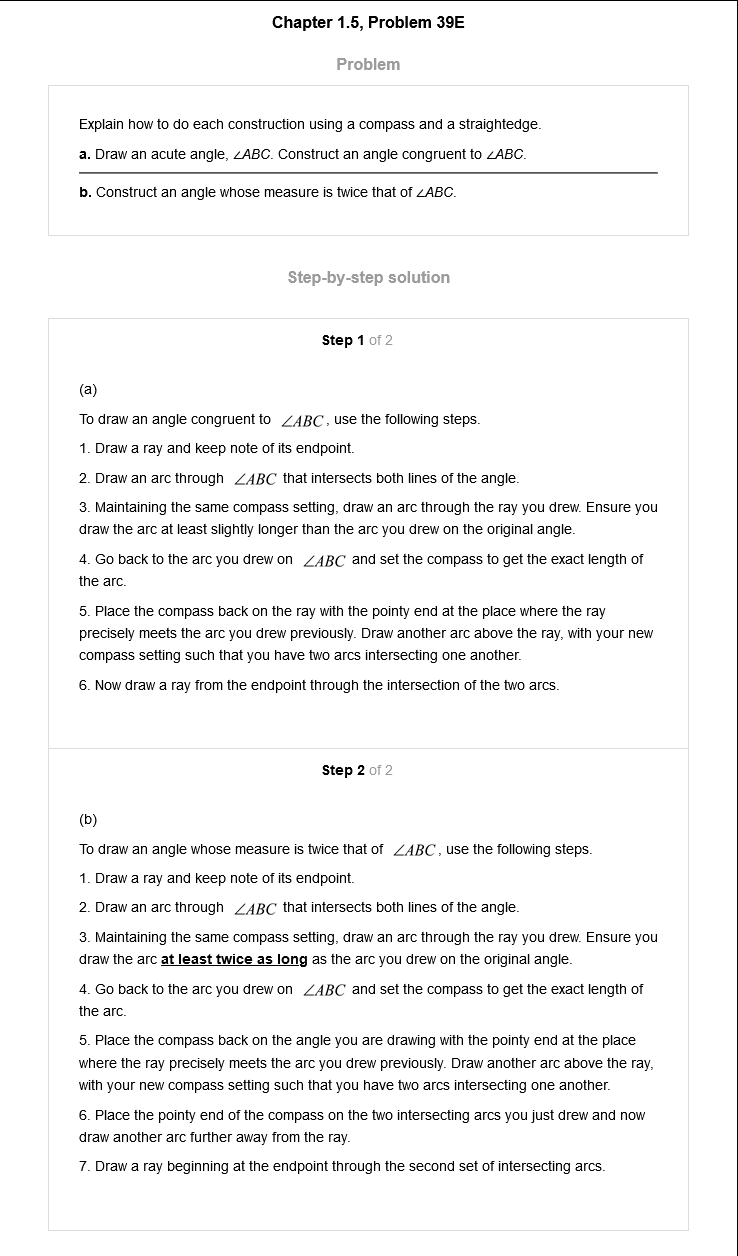 Chapter 1.5, Problem 39E
Problem
Explain how to do each construction using a compass and a straightedge.
a. Draw an acute angle, ∠ABC. Construct an angle congruent to ∠ABC.
b. Construct an angle whose measure is twice that of ∠ABC.
Step-by-step solution
Step 1 of 2
(a)
To draw an angle congruent to ∠ABC, use the following steps.
1. Draw a ray and keep note of its endpoint.
2. Draw an arc through ∠ABC that intersects both lines of the angle.
3. Maintaining the same compass setting, draw an arc through the ray you drew. Ensure you
draw the arc at least slightly longer than the arc you drew on the original angle.
4. Go back to the arc you drew on ∠ABC and set the compass to get the exact length of
the arc.
5. Place the compass back on the ray with the pointy end at the place where the ray
precisely meets the arc you drew previously. Draw another arc above the ray, with your new
compass setting such that you have two arcs intersecting one another.
6. Now draw a ray from the endpoint through the intersection of the two arcs.
Step 2 of 2
(b)
To draw an angle whose measure is twice that of ∠ABC, use the following steps.
1. Draw a ray and keep note of its endpoint.
2. Draw an arc through ∠ABC that intersects both lines of the angle.
3. Maintaining the same compass setting, draw an arc through the ray you drew. Ensure you
draw the arc at least twice as long as the arc you drew on the original angle.
4. Go back to the arc you drew on ∠ABC and set the compass to get the exact length of
the arc.
5. Place the compass back on the angle you are drawing with the pointy end at the place
where the ray precisely meets the arc you drew previously. Draw another arc above the ray,
with your new compass setting such that you have two arcs intersecting one another.
6. Place the pointy end of the compass on the two intersecting arcs you just drew and now
draw another arc further away from the ray.
7. Draw a ray beginning at the endpoint through the second set of intersecting arcs.